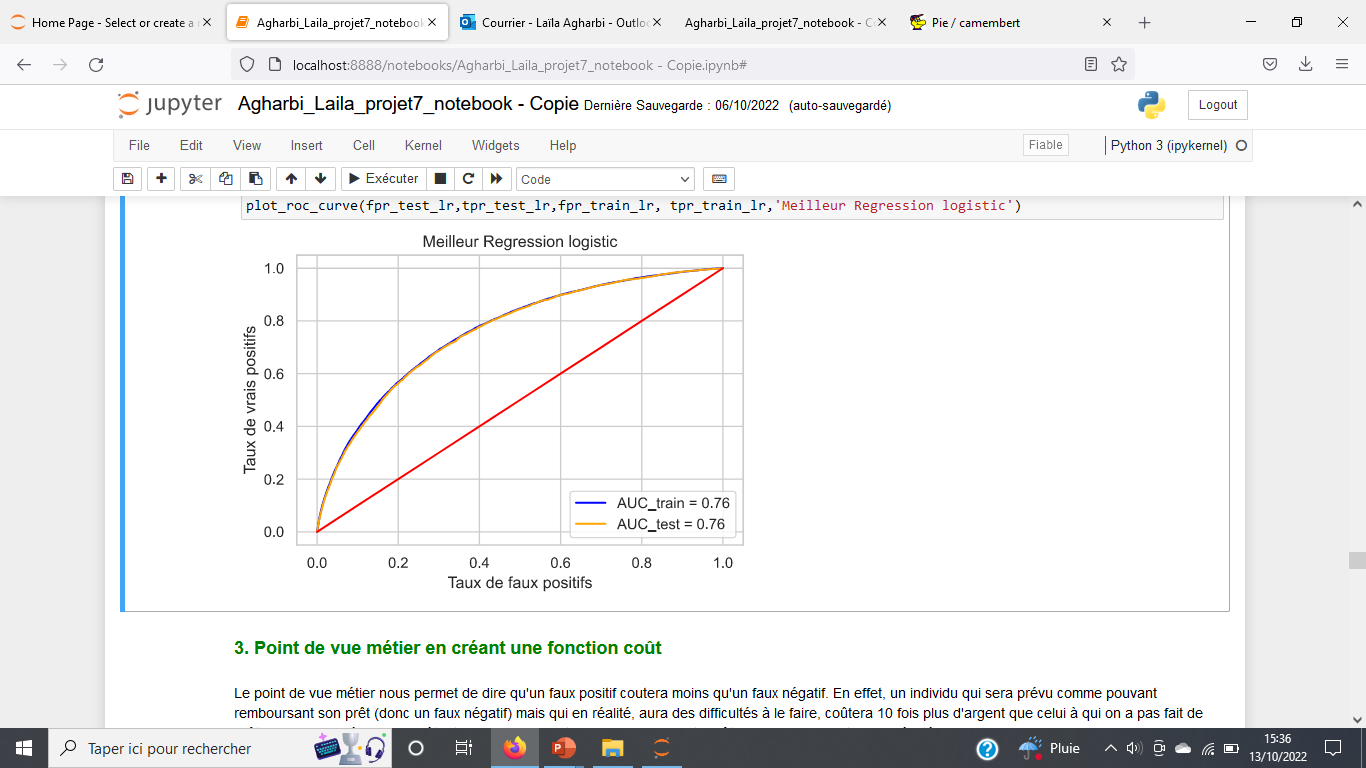 Home Page - Select or create a
Agharbi_Laila_projet7_notebook
Courrier - Laïla Agharbi - Outlo
Agharbi_Laila_projet7_notebook - C
Pie / camembert
localhost:8888/notebooks/Agharbi_Laila_projet7_notebook - Copie.ipynb#
jupyter Agharbi_Laila_projet7_notebook - Copie Dernière Sauvegarde : 06/10/2022 (auto-sauvegardé)
Logout
File Edit View Insert Cell Kernel Widgets Help
Fiable
Python 3 (ipykernel)
Exécuter
Code
plot_roc_curve(fpr_test_lr,tpr_test_lr,fpr_train_lr, tpr_train_lr,'Meilleur Regression logistic')
Meilleur Regression logistic
1.0
0.8
0.6
0.4
0.2
0.0
Taux de vrais positifs
AUC_train = 0.76
AUC_test = 0.76
0.0 0.2 0.4 0.6 0.8 1.0
Taux de faux positifs
3. Point de vue métier en créant une fonction coût
Le point de vue métier nous permet de dire qu'un faux positif coutera moins qu'un faux négatif. En effet, un individu qui sera prévu comme pouvant
remboursant son prêt (donc un faux négatif) mais qui en réalité, aura des difficultés à le faire, coûtera 10 fois plus d'argent que celui à qui on a pas fait de
Taper ici pour rechercher
Pluie
15:36
13/10/2022